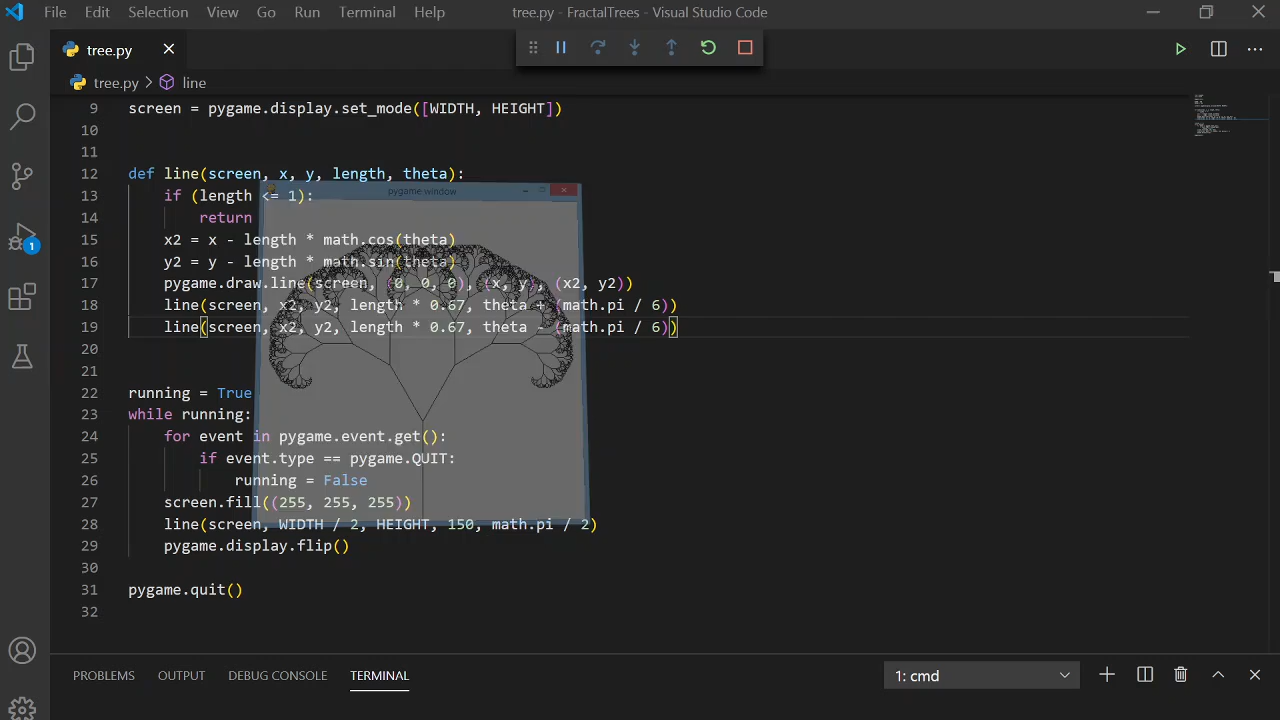 File Edit Selection View Go Run Terminal Help tree.py - FractalTrees - Visual Studio Code
tree.py
tree.py > line
9 screen = pygame.display.set_mode([WIDTH, HEIGHT])
10
11
12 def line(screen, x, y, length, theta):
13 if (length <= 1):
pygame window
14 return
15 x2 = x - length * math.cos(theta)
16 y2 = y - length * math.sin(theta)
17 pygame.draw.line(screen, (0, 0, 0), (x, y), (x2, y2))
18 line(screen, x2, y2, length * 0.67, theta + (math.pi / 6))
19 line(screen, x2, y2, length * 0.67, theta - (math.pi / 6))
20
21
22 running = True
23 while running:
24 for event in pygame.event.get():
25 if event.type == pygame.QUIT:
26 running = False
27 screen.fill((255, 255, 255))
28 line(screen, WIDTH / 2, HEIGHT, 150, math.pi / 2)
29 pygame.display.flip()
30
31 pygame.quit()
32
1
PROBLEMS OUTPUT DEBUG CONSOLE TERMINAL 1: cmd